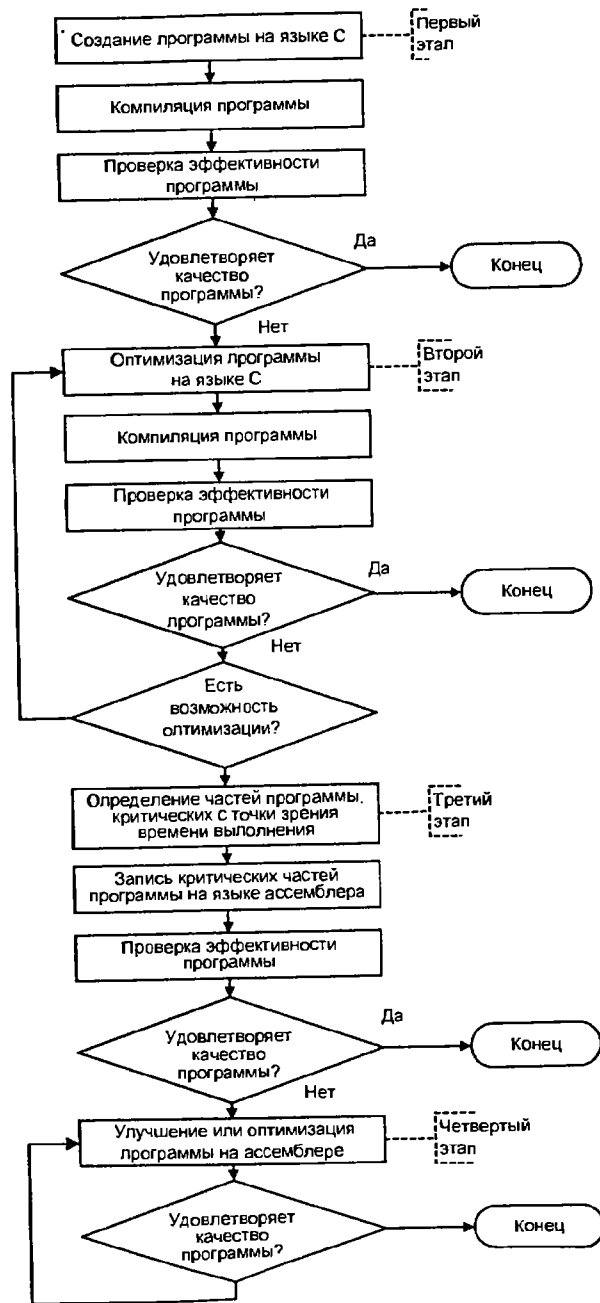 Создание программы на языке С
Первый
этап
Компиляция программы
Проверка эффективности
программы
Удовлетворяет
качество
программы?
Да
Конец
Нет
Оптимизация программы
на языке С
Второй
этап
Компиляция программы
Проверка эффективности
программы
Удовлетворяет
качество
программы?
Да
Конец
Нет
Есть
возможность
оптимизации?
Определение частей программы,
критических с точки зрения
времени выполнения
Третий
этап
Запись критических частей
программы на языке ассемблера
Проверка эффективности
программы
Удовлетворяет
качество
программы?
Да
Конец
Нет
Улучшение или оптимизация
программы на ассемблере
Четвертый
этап
Удовлетворяет
качество
программы?
Конец